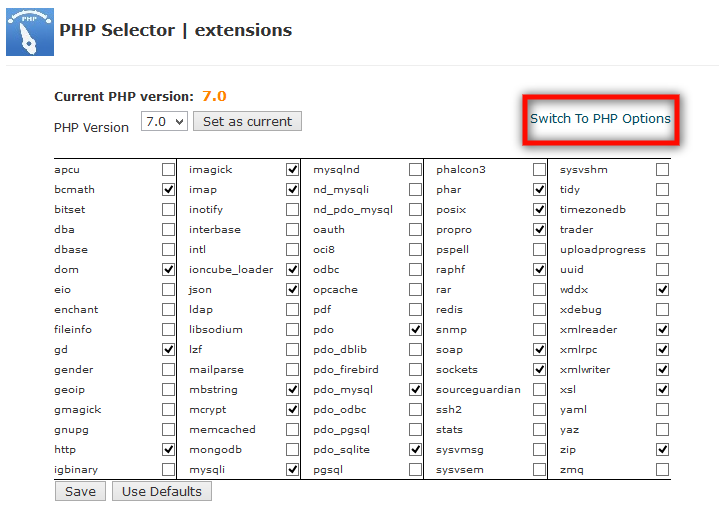 PHP
PHP Selector | extensions
Current PHP version: 7.0
PHP Version 7.0 Set as current
Switch To PHP Options
apcu imagick mysqlnd phalcon3 sysvshm
bcmath imap nd_mysqli phar tidy
bitset inotify nd_pdo_mysql posix timezonedb
dba interbase oauth propro trader
dbase intl oci8 pspell uploadprogress
dom ioncube_loader odbc raphf uuid
eio json opcache rar wddx
enchant ldap pdf redis xdebug
fileinfo libsodium pdo snmp xmlreader
gd lzf pdo_dblib soap xmlrpc
gender mailparse pdo_firebird sockets xmlwriter
geoip mbstring pdo_mysql sourceguardian xsl
gmagick mcrypt pdo_odbc ssh2 yaml
gnupg memcached pdo_pgsql stats yaz
http mongodb pdo_sqlite sysvmsg zip
igbinary mysqli pgsql sysvsem zmq
Save Use Defaults